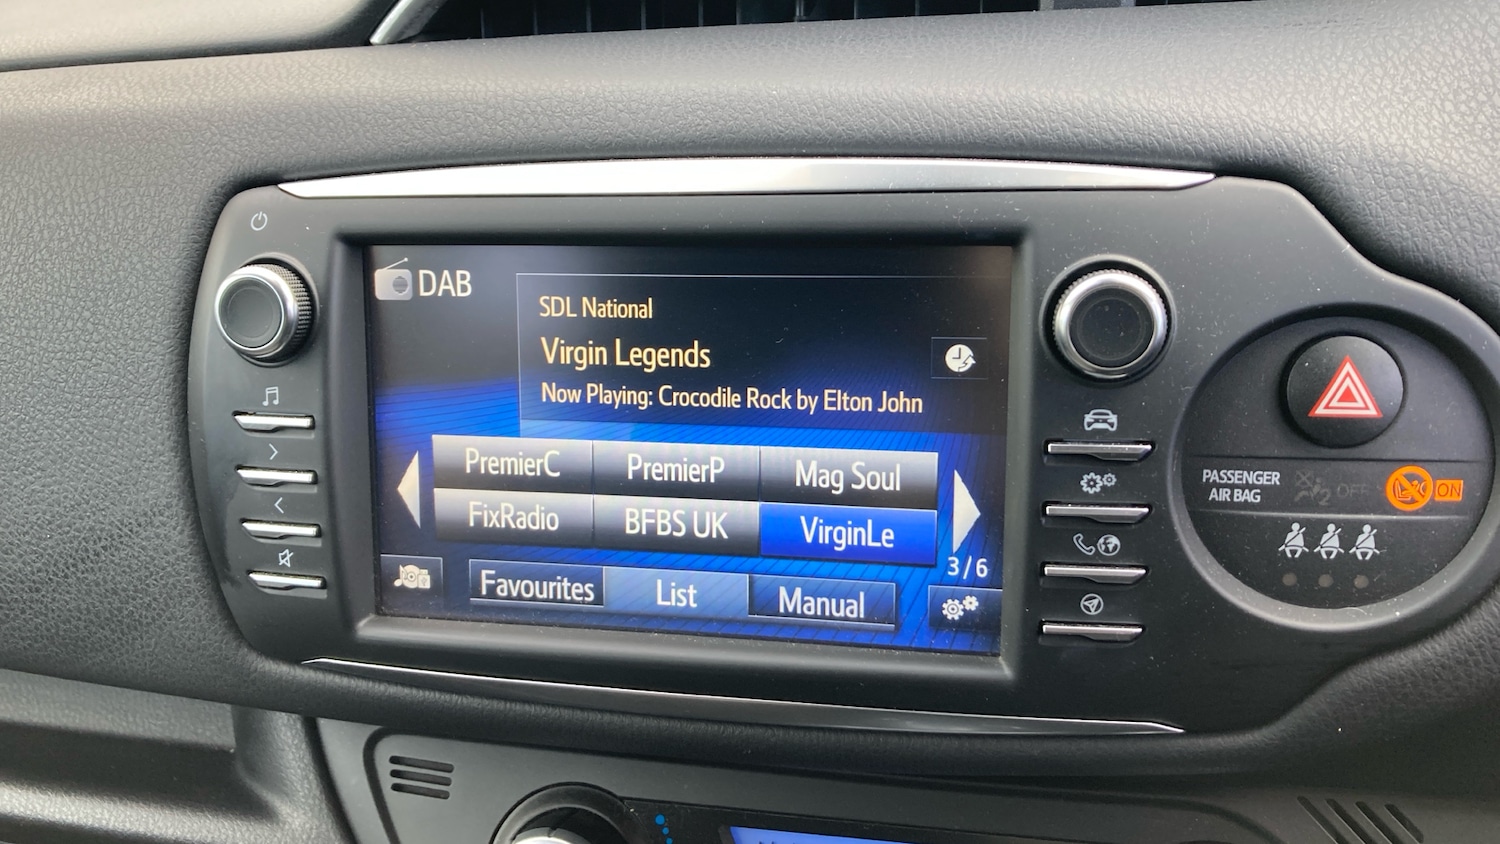 DAB
SDL National
Virgin Legends
Now Playing: Crocodile Rock by Elton John
PremierC PremierP Mag Soul
FixRadio BFBS UK VirginLe
3/6
Favourites List Manual
PASSENGER
AIR BAG
2 OFF
ON